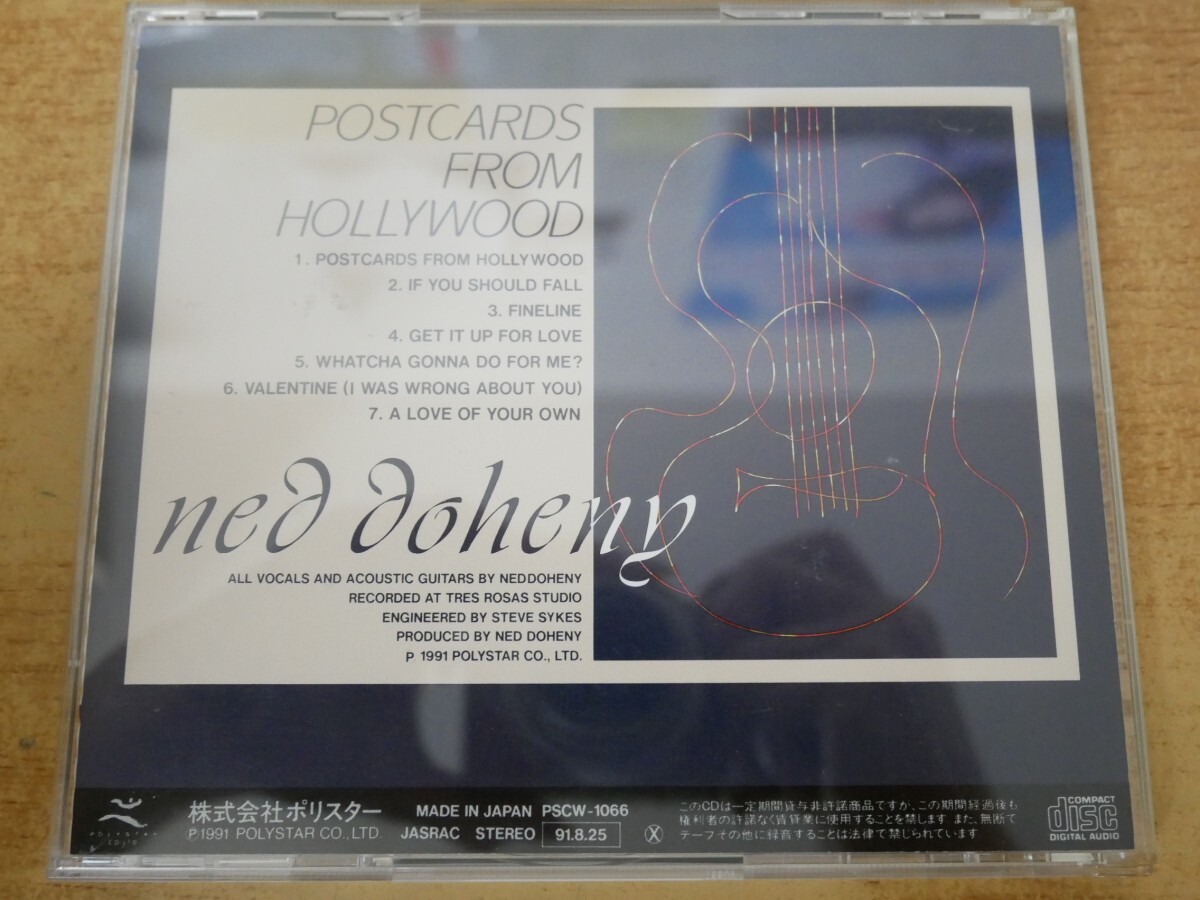 POSTCARDS
FROM
HOLLYWOOD
1. POSTCARDS FROM HOLLYWOOD
2. IF YOU SHOULD FALL
3. FINELINE
4. GET IT UP FOR LOVE
5. WHATCHA GONNA DO FOR ME?
6. VALENTINE (I WAS WRONG ABOUT YOU)
7. A LOVE OF YOUR OWN
ned doheny
ALL VOCALS AND ACOUSTIC GUITARS BY NEDDOHENY
RECORDED AT TRES ROSAS STUDIO
ENGINEERED BY STEVE SYKES
PRODUCED BY NED DOHENY
P 1991 POLYSTAR CO., LTD.
POLYSTAR
株式会社ポリスター
P.1991 POLYSTAR CO., LTD.
MADE IN JAPAN PSCW-1066
JASRAC STEREO 91.8.25 X
このCDは一定期間貸与非許諾商品ですが、この期間経過後も
権利者の許諾なく賃貸業に使用することを禁します また、無断で
テープその他に録音することは法律で禁じられています
COMPACT
disc
DIGITAL AUDIO